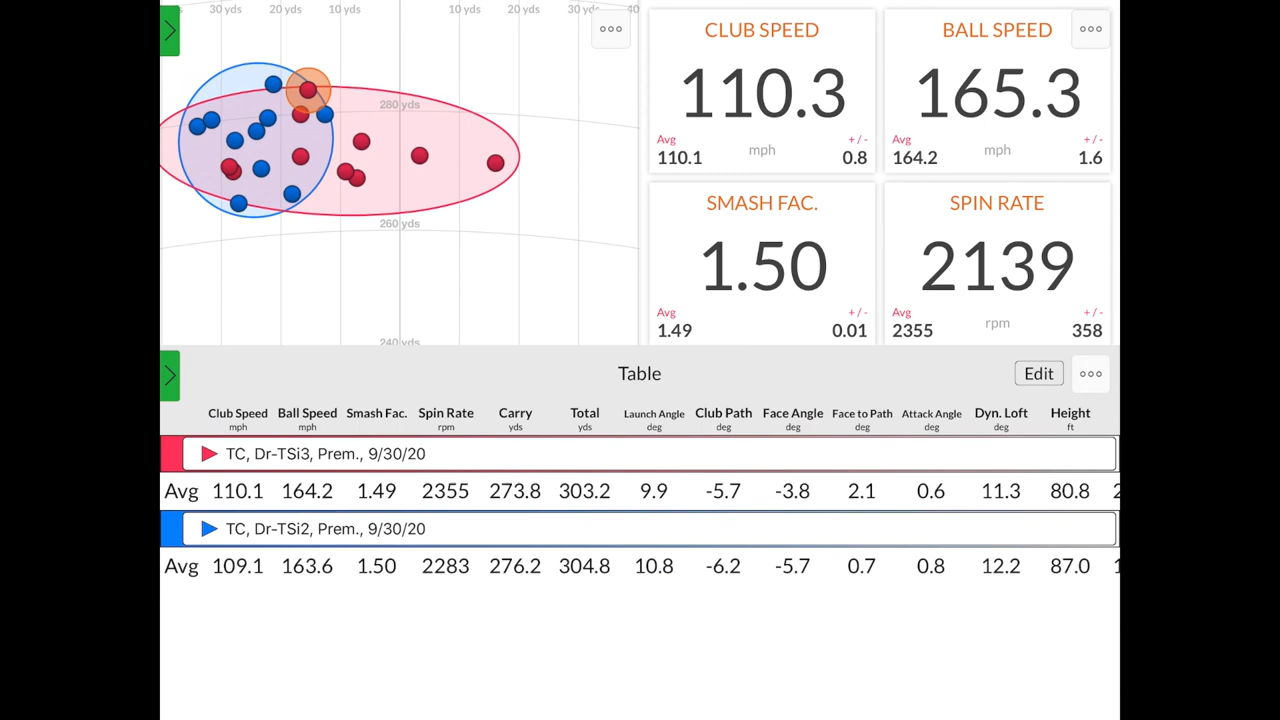 30 yds 20 yds 10 yds 10 yds 20 yds 30 yds 40
280 yds
260 yds
240 yds
CLUB SPEED
110.3
Avg mph + / -
110.1 0.8
BALL SPEED
165.3
Avg mph + / -
164.2 1.6
SMASH FAC.
1.50
Avg + / -
1.49 0.01
SPIN RATE
2139
Avg rpm + / -
2355 358
Table
Edit
Club Speed Ball Speed Smash Fac. Spin Rate Carry Total Launch Angle Club Path Face Angle Face to Path Attack Angle Dyn. Loft Height
mph mph rpm yds yds deg deg deg deg deg deg ft
TC, Dr-TSi3, Prem., 9/30/20
Avg 110.1 164.2 1.49 2355 273.8 303.2 9.9 -5.7 -3.8 2.1 0.6 11.3 80.8
TC, Dr-TSi2, Prem., 9/30/20
Avg 109.1 163.6 1.50 2283 276.2 304.8 10.8 -6.2 -5.7 0.7 0.8 12.2 87.0